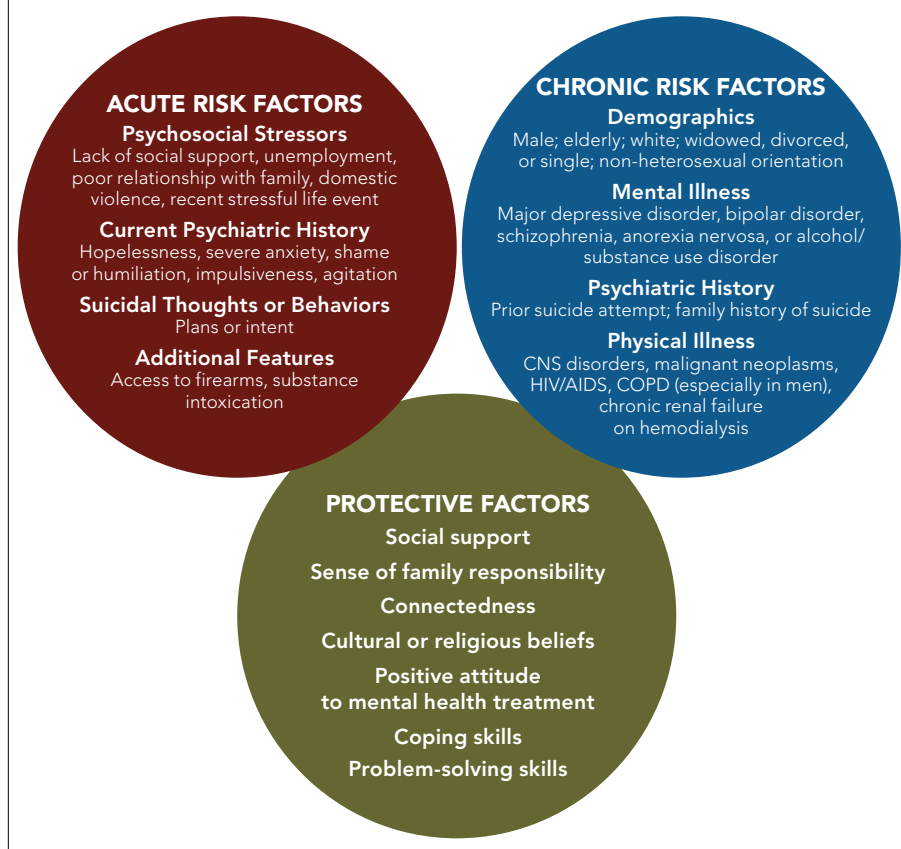 ACUTE RISK FACTORS
Psychosocial Stressors
Lack of social support, unemployment,
poor relationship with family, domestic
violence, recent stressful life event
Current Psychiatric History
Hopelessness, severe anxiety, shame
or humiliation, impulsiveness, agitation
Suicidal Thoughts or Behaviors
Plans or intent
Additional Features
Access to firearms, substance
intoxication
CHRONIC RISK FACTORS
Demographics
Male; elderly; white; widowed, divorced,
or single; non-heterosexual orientation
Mental Illness
Major depressive disorder, bipolar disorder,
schizophrenia, anorexia nervosa, or alcohol/
substance use disorder
Psychiatric History
Prior suicide attempt; family history of suicide
Physical Illness
CNS disorders, malignant neoplasms,
HIV/AIDS, COPD (especially in men),
chronic renal failure
on hemodialysis
PROTECTIVE FACTORS
Social support
Sense of family responsibility
Connectedness
Cultural or religious beliefs
Positive attitude
to mental health treatment
Coping skills
Problem-solving skills